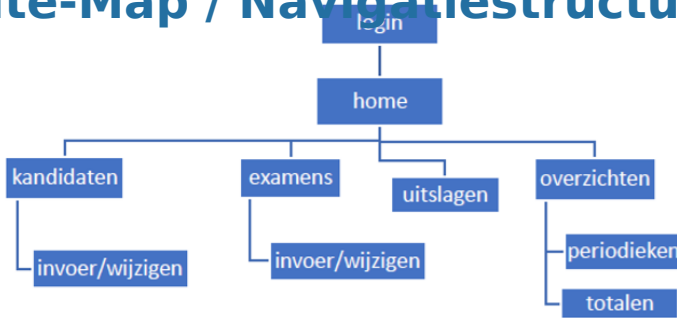 te-Map / Navigatiestructu
login
home
kandidaten
examens
uitslagen
overzichten
invoer/wijzigen
invoer/wijzigen
periodieken
totalen